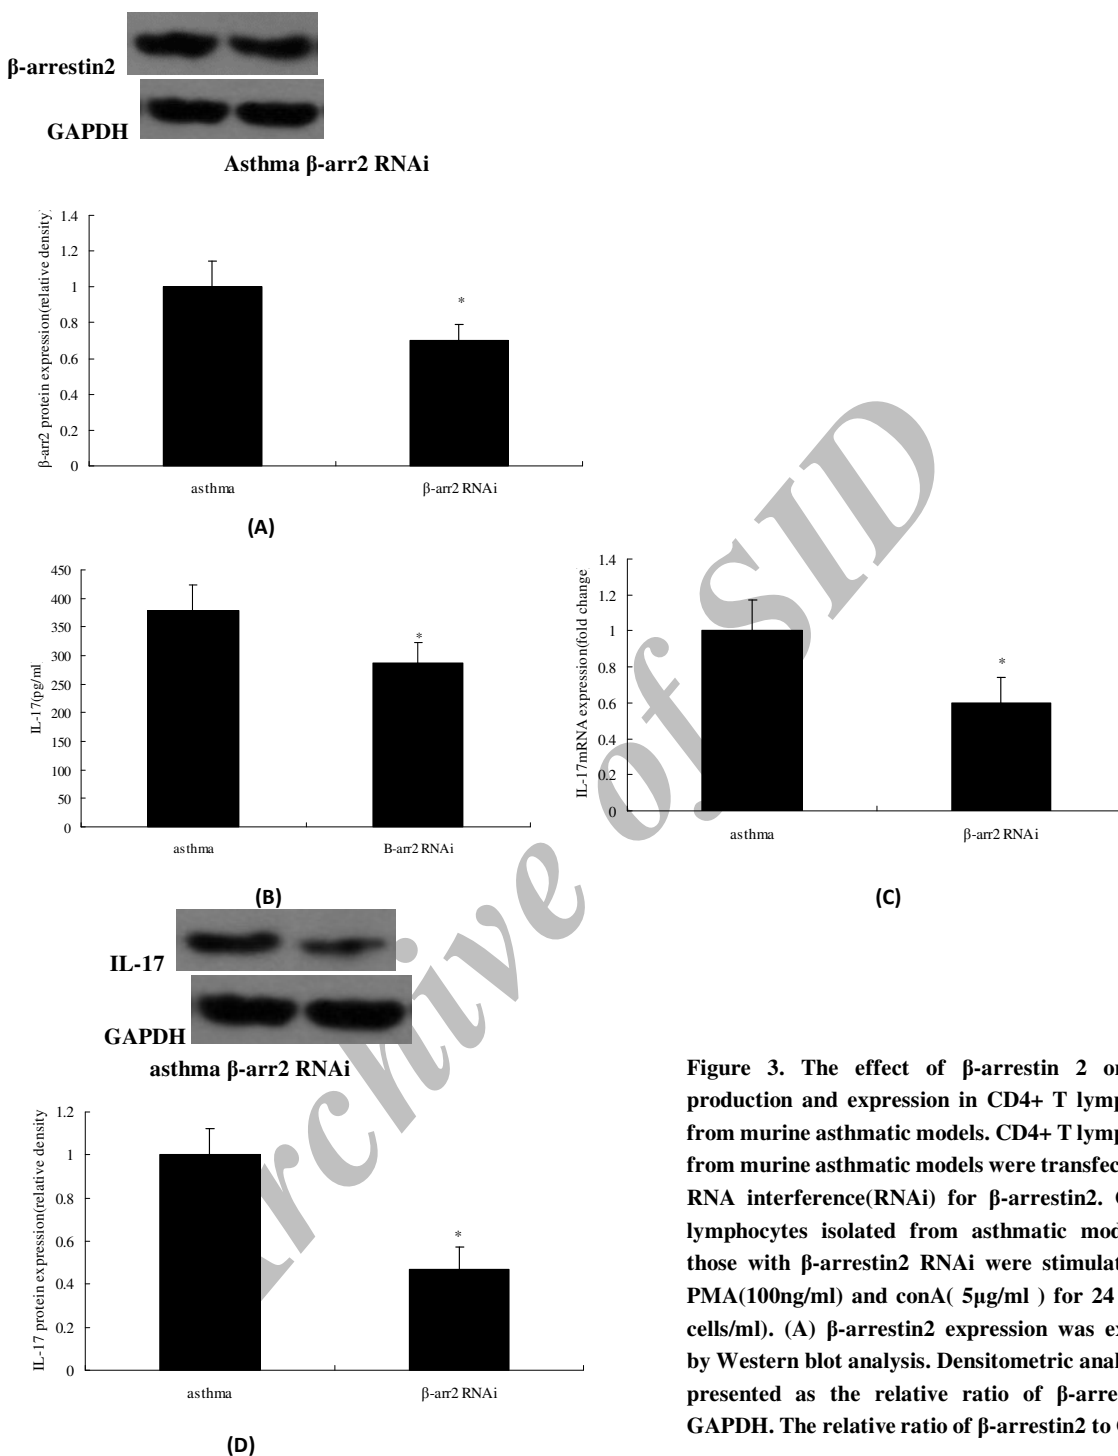 β-arrestin2
GAPDH
Asthma β-arr2 RNAi
β-arr2 protein expression(relative density)
1.4
1.2
1
0.8
0.6
0.4
0.2
0
*
asthma
β-arr2 RNAi
(A)
IL-17(pg/ml
450
400
350
300
250
200
150
100
50
0
*
asthma
B-arr2 RNAi
(B)
IL-17mRNA expression(fold change
1.4
1.2
1
0.8
0.6
0.4
0.2
0
*
asthma
β-arr2 RNAi
(C)
IL-17
GAPDH
asthma β-arr2 RNAi
IL-17 protein expression(relative density
1.2
1
0.8
0.6
0.4
0.2
0
*
asthma
β-arr2 RNAi
(D)
Archive of SID
Figure 3. The effect of β-arrestin 2 on
production and expression in CD4+ T lymp
from murine asthmatic models. CD4+ T lymp
from murine asthmatic models were transfec
RNA interference(RNAi) for β-arrestin2.
lymphocytes isolated from asthmatic mod
those with β-arrestin2 RNAi were stimulat
PMA(100ng/ml) and conA( 5µg/ml ) for 24
cells/ml). (A) β-arrestin2 expression was ex
by Western blot analysis. Densitometric anal
presented as the relative ratio of β-arre
GAPDH. The relative ratio of β-arrestin2 to